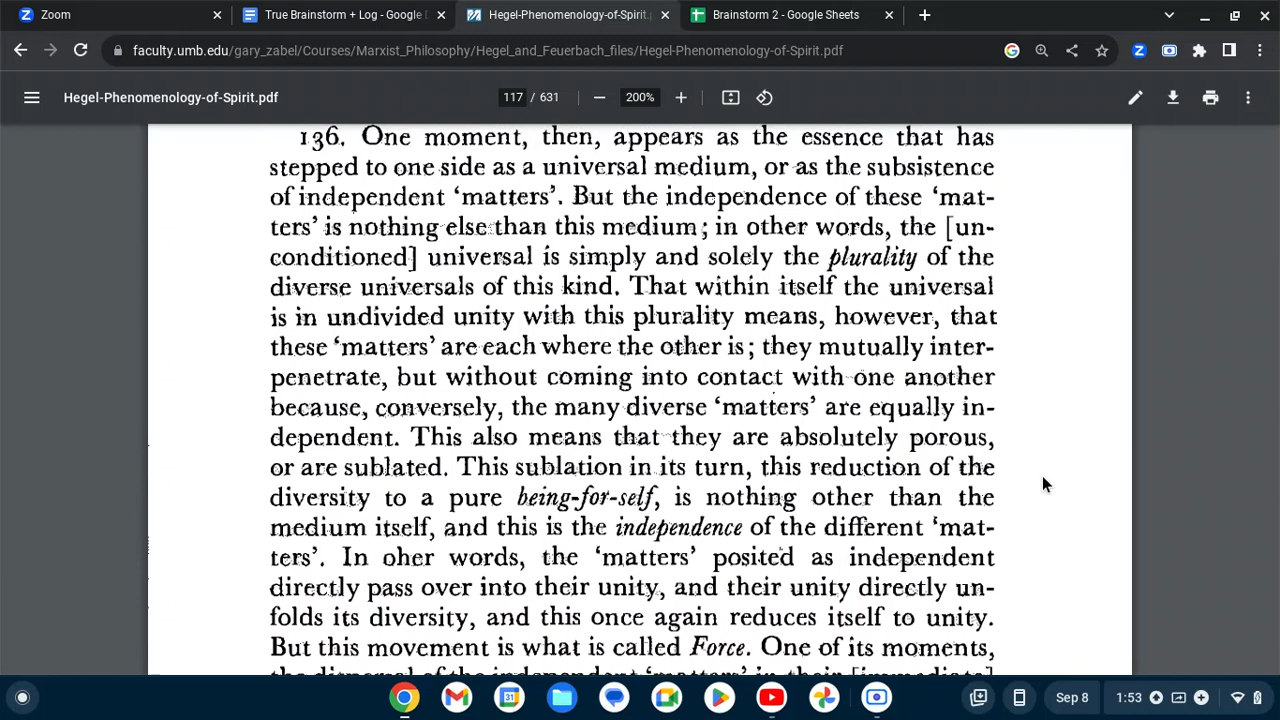 Zoom
True Brainstorm + Log - Google D
Hegel-Phenomenology-of-Spirit.p
Brainstorm 2 - Google Sheets
faculty.umb.edu/gary_zabel/Courses/Marxist_Philosophy/Hegel_and_Feuerbach_files/Hegel-Phenomenology-of-Spirit.pdf
Hegel-Phenomenology-of-Spirit.pdf
117 / 631
200%
136. One moment, then, appears as the essence that has
stepped to one side as a universal medium, or as the subsistence
of independent ‘matters’. But the independence of these ‘mat-
ters’ is nothing else than this medium; in other words, the [un-
conditioned] universal is simply and solely the plurality of the
diverse universals of this kind. That within itself the universal
is in undivided unity with this plurality means, however, that
these ‘matters’ are each where the other is; they mutually inter-
penetrate, but without coming into contact with one another
because, conversely, the many diverse ‘matters’ are equally in-
dependent. This also means that they are absolutely porous,
or are sublated. This sublation in its turn, this reduction of the
diversity to a pure being-for-self, is nothing other than the
medium itself, and this is the independence of the different ‘mat-
ters’. In oher words, the ‘matters’ posited as independent
directly pass over into their unity, and their unity directly un-
folds its diversity, and this once again reduces itself to unity.
But this movement is what is called Force. One of its moments,
the dispersal of the independent ‘matters’ in their [immediate]
31
Sep 8
1:53